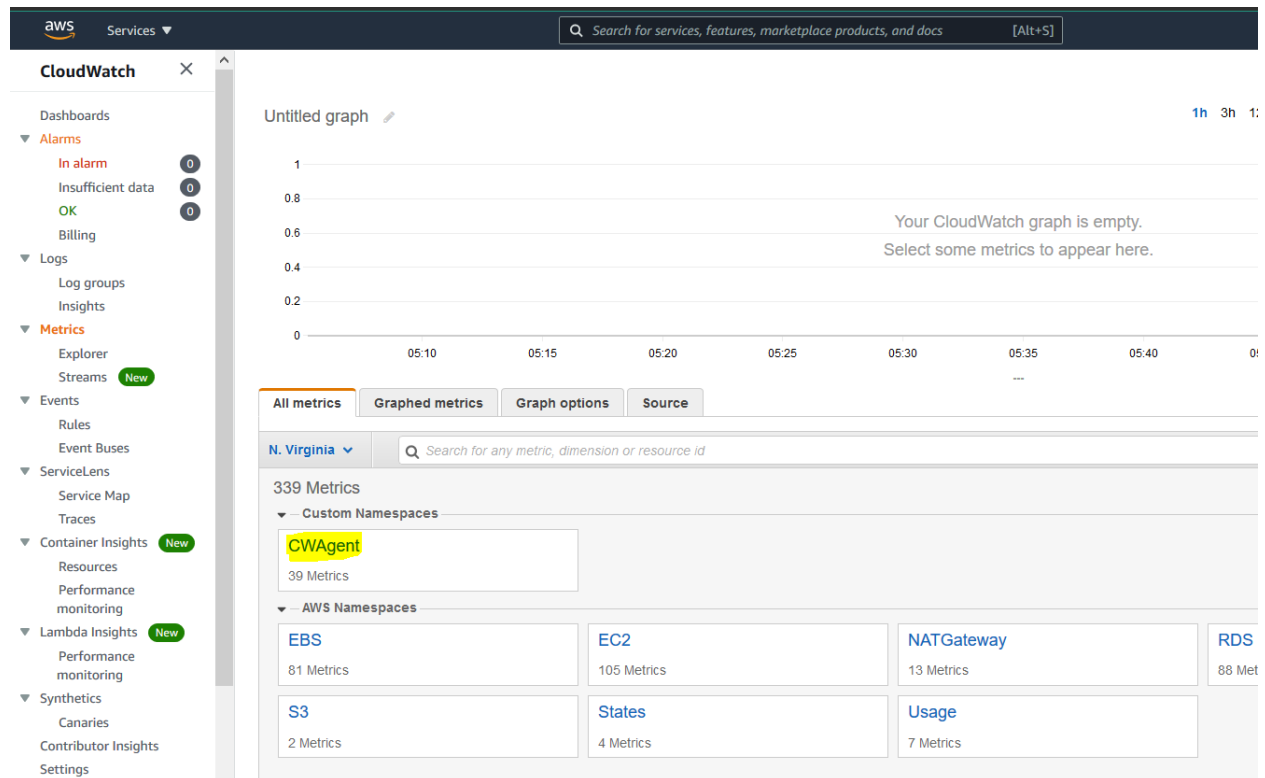 aws Services ▼ Search for services, features, marketplace products, and docs [Alt+S]
CloudWatch
Dashboards
Alarms
In alarm 0
Insufficient data 0
OK 0
Billing
Logs
Log groups
Insights
Metrics
Explorer
Streams New
Events
Rules
Event Buses
ServiceLens
Service Map
Traces
Container Insights New
Resources
Performance
monitoring
Lambda Insights New
Performance
monitoring
Synthetics
Canaries
Contributor Insights
Settings
Untitled graph
1h 3h
1
0.8
0.6
0.4
0.2
0
Your CloudWatch graph is empty.
Select some metrics to appear here.
05:10 05:15 05:20 05:25 05:30 05:35 05:40
All metrics Graphed metrics Graph options Source
N. Virginia Search for any metric, dimension or resource id
339 Metrics
Custom Namespaces
CWAgent
39 Metrics
AWS Namespaces
EBS EC2 NATGateway RDS
81 Metrics 105 Metrics 13 Metrics 88 Met
S3 States Usage
2 Metrics 4 Metrics 7 Metrics